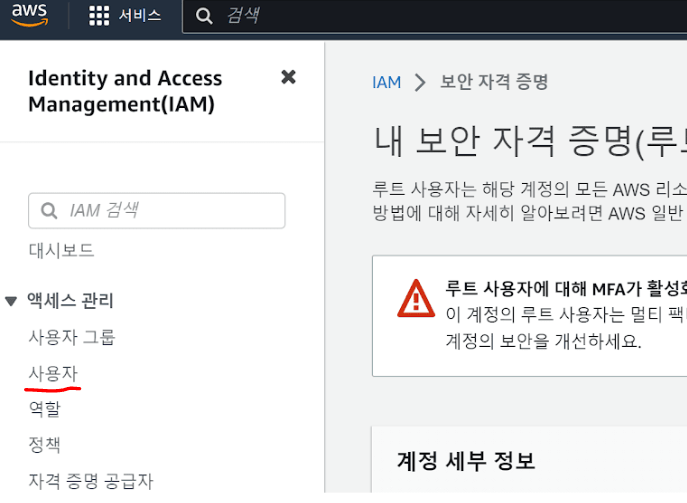 aws
서비스
검색
Identity and Access
Management(IAM)
IAM 검색
대시보드
액세스 관리
사용자 그룹
사용자
역할
정책
자격 증명 공급자
IAM > 보안 자격 증명
내 보안 자격 증명(루트
루트 사용자는 해당 계정의 모든 AWS 리소
방법에 대해 자세히 알아보려면 AWS 일반
루트 사용자에 대해 MFA가 활성화
이 계정의 루트 사용자는 멀티 팩
계정의 보안을 개선하세요.
계정 세부 정보